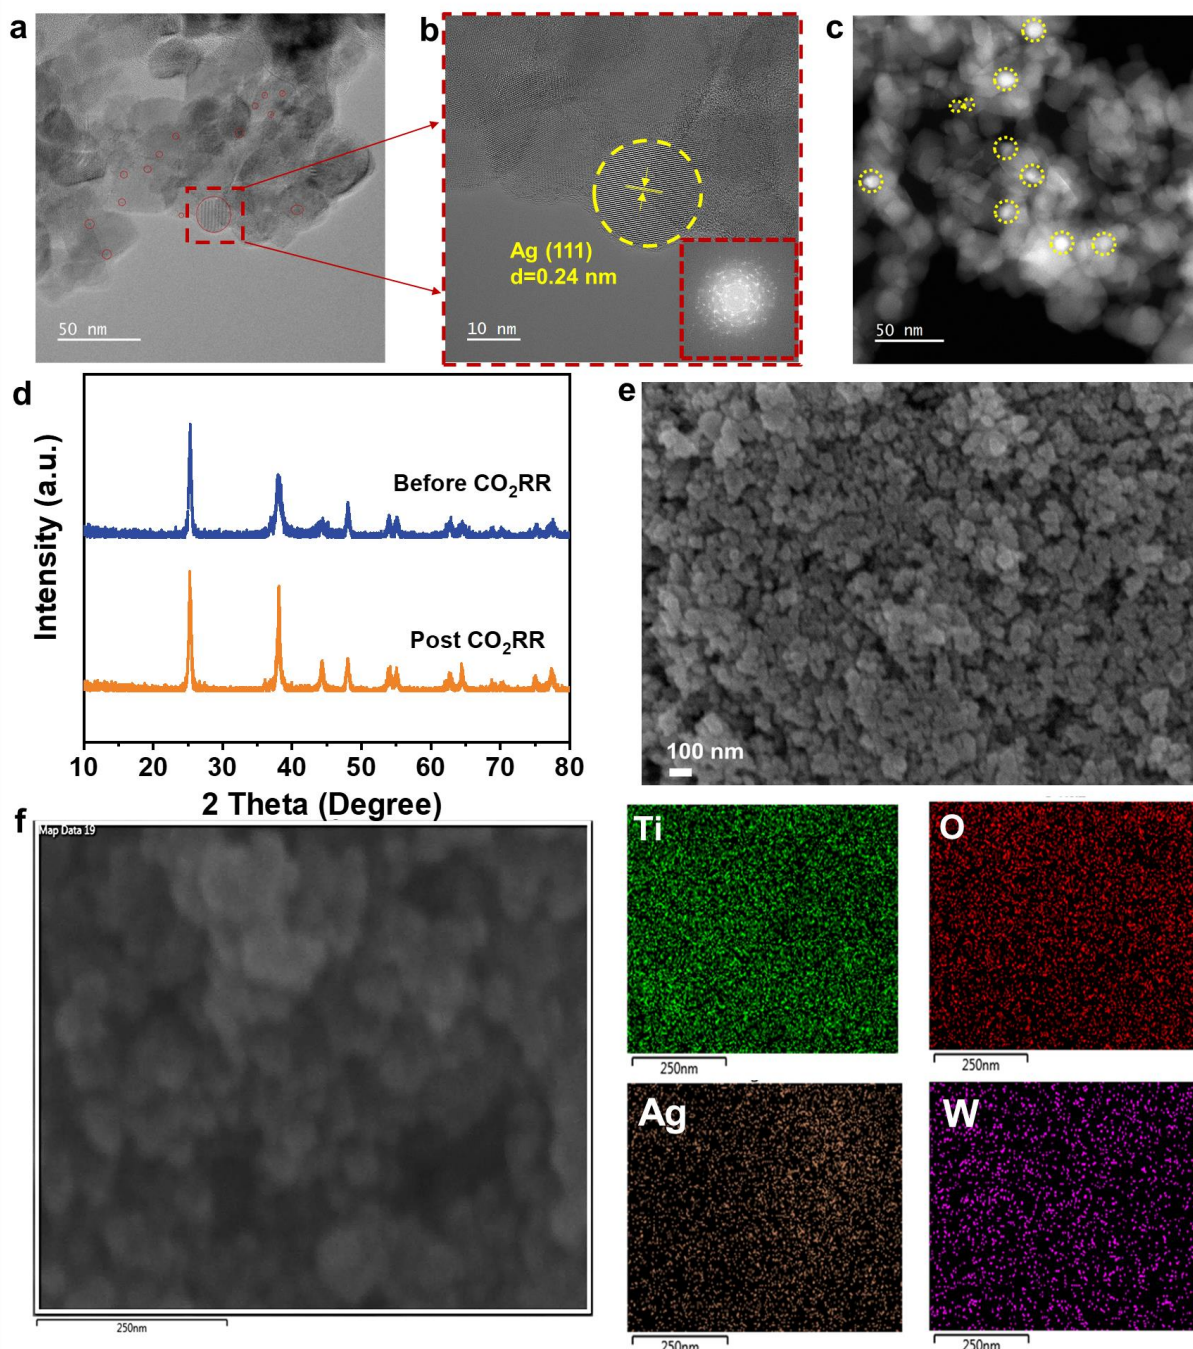 a
50 nm
b
Ag (111)
d=0.24 nm
10 nm
c
50 nm
d
Intensity (a.u.)
Before CO₂RR
Post CO₂RR
10 20 30 40 50 60 70 80
2 Theta (Degree)
e
100 nm
f
Map Data 19
250nm
Ti
250nm
O
250nm
Ag
250nm
W
250nm